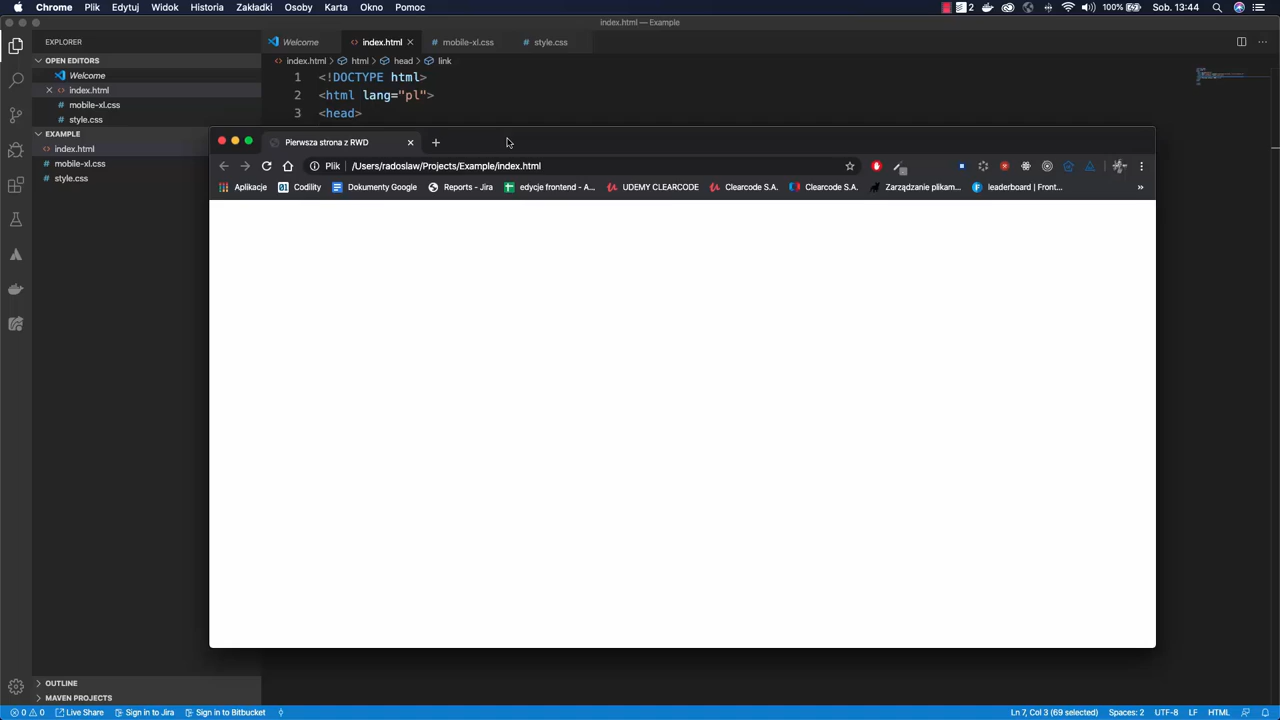 Chrome Plik Edytuj Widok Historia Zakładki Osoby Karta Okno Pomoc 2 100% Sob. 13:44
index.html — Example
EXPLORER
Welcome index.html mobile-xl.css style.css
OPEN EDITORS
index.html > html > head > link
Welcome
1 <!DOCTYPE html>
index.html
2 <html lang="pl">
mobile-xl.css
3 <head>
style.css
EXAMPLE
Pierwsza strona z RWD
index.html
mobile-xl.css
Plik /Users/radoslaw/Projects/Example/index.html
style.css
Aplikacje Codility Dokumenty Google Reports - Jira edycje frontend - A... UDEMY CLEARCODE Clearcode S.A. Clearcode S.A. Zarządzanie plikam... leaderboard | Front... »
OUTLINE
MAVEN PROJECTS
0 0 Live Share Sign in to Jira Sign in to Bitbucket Ln 7, Col 3 (69 selected) Spaces: 2 UTF-8 LF HTML